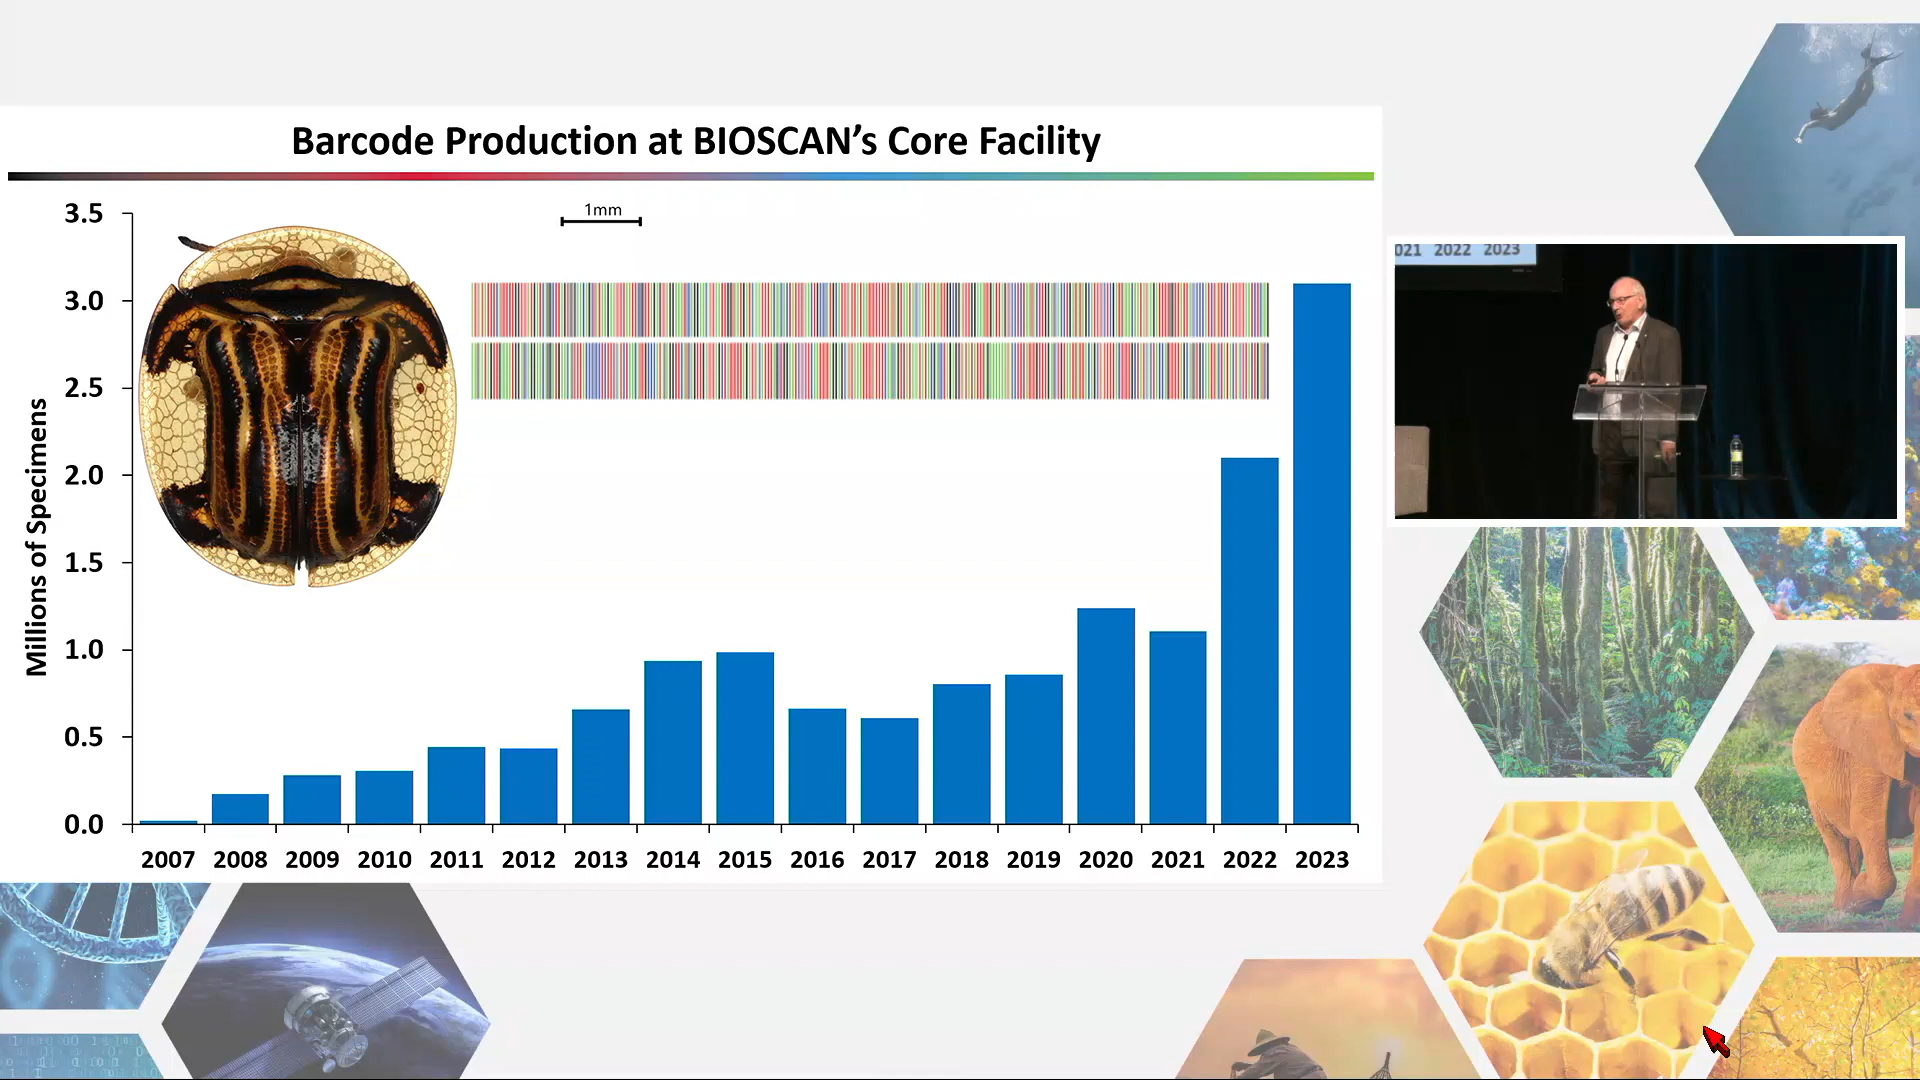 Barcode Production at BIOSCAN’s Core Facility
1mm
Millions of Specimens
3.5
3.0
2.5
2.0
1.5
1.0
0.5
0.0
2007 2008 2009 2010 2011 2012 2013 2014 2015 2016 2017 2018 2019 2020 2021 2022 2023
021 2022 2023